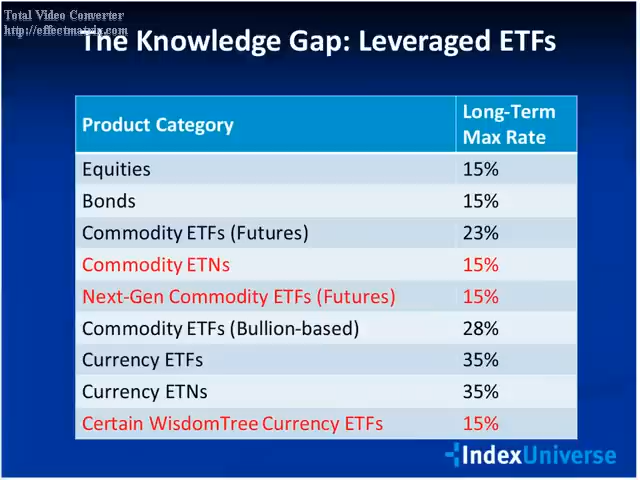 Total Video Converter
http://effectmatrix.com
The Knowledge Gap: Leveraged ETFs
Product Category Long-Term Max Rate
Equities 15%
Bonds 15%
Commodity ETFs (Futures) 23%
Commodity ETNs 15%
Next-Gen Commodity ETFs (Futures) 15%
Commodity ETFs (Bullion-based) 28%
Currency ETFs 35%
Currency ETNs 35%
Certain WisdomTree Currency ETFs 15%
IndexUniverse